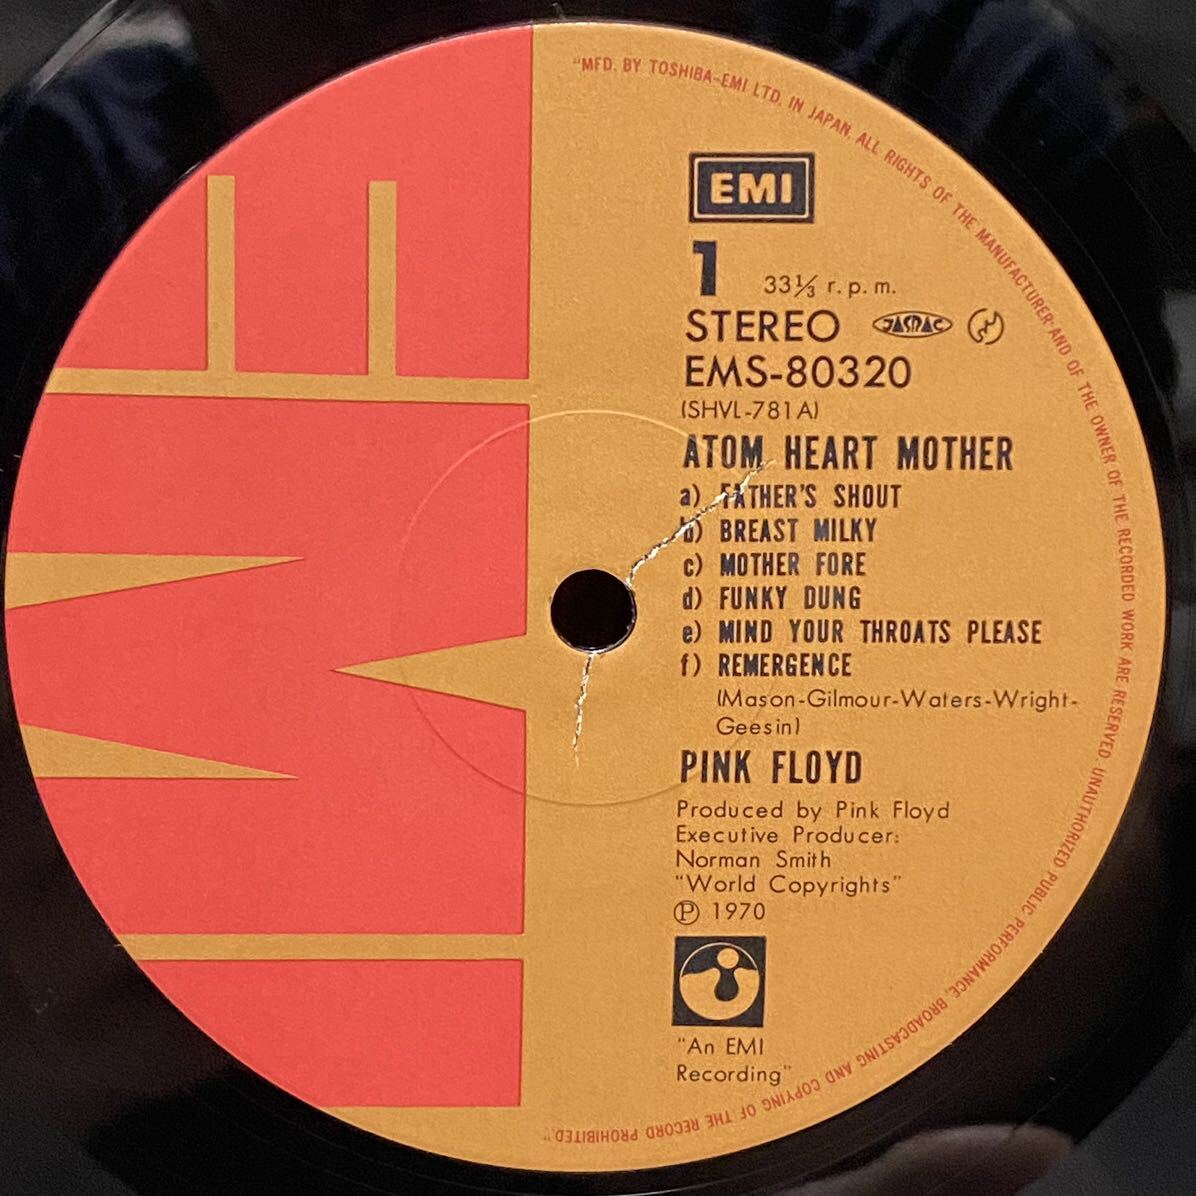 "MFD. BY TOSHIBA-EMI LTD. IN JAPAN. ALL RIGHTS OF THE MANUFACTURER AND OF THE OWNER OF THE RECORDED WORK ARE RESERVED. UNAUTHORIZED PUBLIC PERFORMANCE, BROADCASTING AND COPYING OF THE RECORD PROHIBITED."
EMI
1 33⅓ r.p.m.
STEREO JASRAC
EMS-80320
(SHVL-781A)
ATOM HEART MOTHER
a) FATHER'S SHOUT
b) BREAST MILKY
c) MOTHER FORE
d) FUNKY DUNG
e) MIND YOUR THROATS PLEASE
f) REMERGENCE
(Mason-Gilmour-Waters-Wright-
Geesin)
PINK FLOYD
Produced by Pink Floyd
Executive Producer:
Norman Smith
"World Copyrights"
℗ 1970
"An EMI
Recording"
EMI